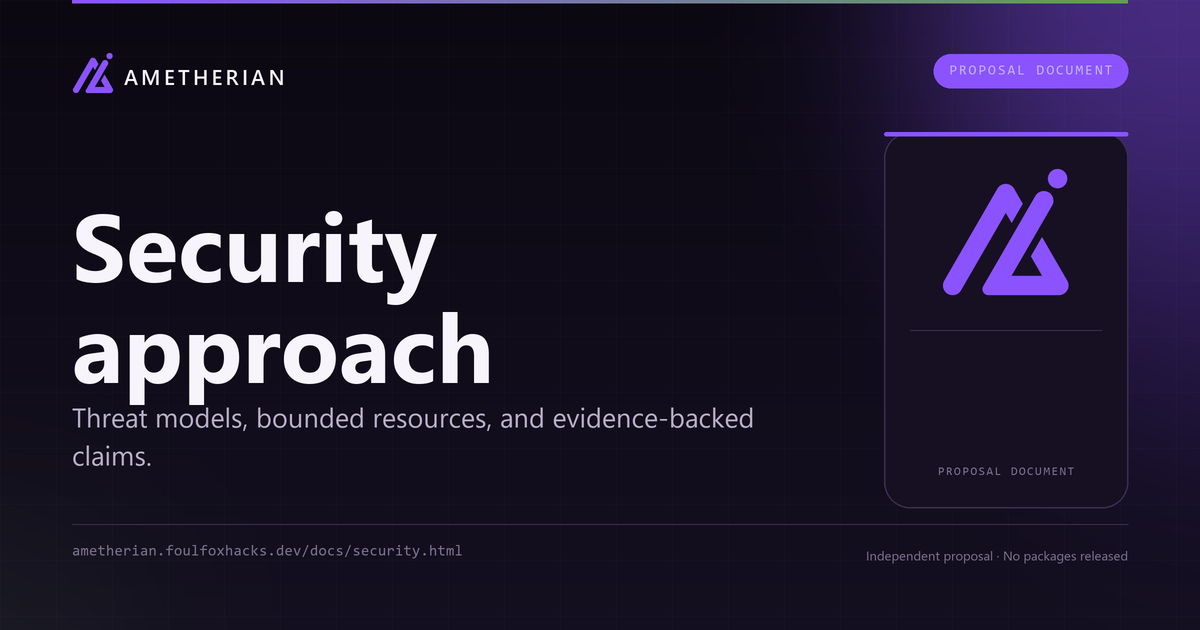 AMETHERIAN
PROPOSAL DOCUMENT
Security
approach
Threat models, bounded resources, and evidence-backed
claims.
PROPOSAL DOCUMENT
ametherian.foulfoxhacks.dev/docs/security.html
Independent proposal · No packages released